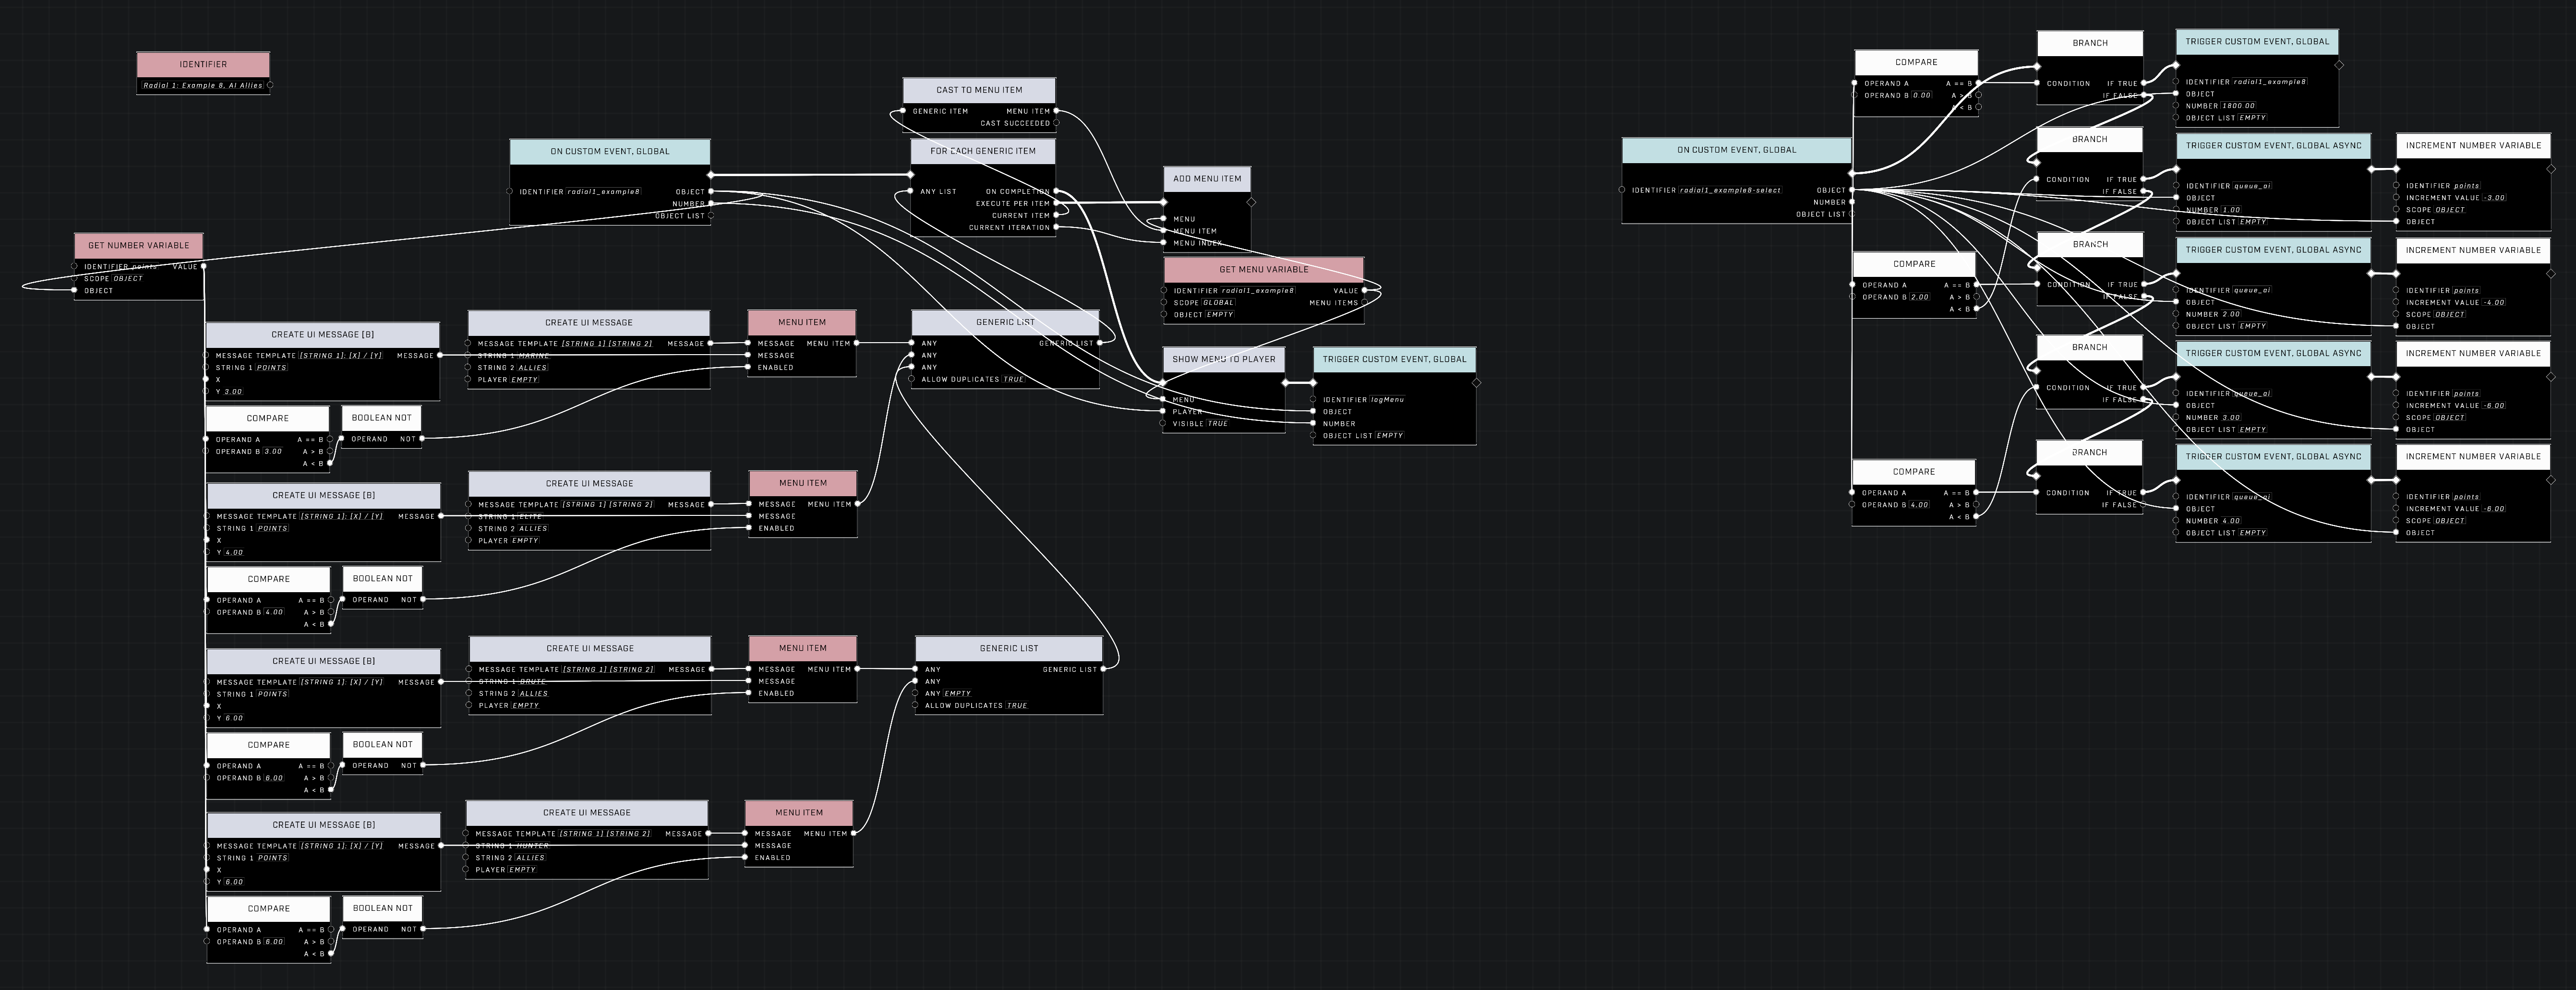 IDENTIFIER
Radial 1: Example 8, AI Allies
GET NUMBER VARIABLE
IDENTIFIER points VALUE
SCOPE OBJECT
OBJECT
CREATE UI MESSAGE [B]
MESSAGE TEMPLATE [STRING 1]: [X] / [Y] MESSAGE
STRING 1 POINTS
X
Y 3.00
COMPARE
OPERAND A A == B
OPERAND B 3.00 A > B
A < B
BOOLEAN NOT
OPERAND NOT
CREATE UI MESSAGE
MESSAGE TEMPLATE [STRING 1] [STRING 2] MESSAGE
STRING 1 MARINE
STRING 2 ALLIES
PLAYER EMPTY
MENU ITEM
MESSAGE MENU ITEM
MESSAGE
ENABLED
CREATE UI MESSAGE [B]
MESSAGE TEMPLATE [STRING 1]: [X] / [Y] MESSAGE
STRING 1 POINTS
X
Y 4.00
COMPARE
OPERAND A A == B
OPERAND B 4.00 A > B
A < B
BOOLEAN NOT
OPERAND NOT
CREATE UI MESSAGE
MESSAGE TEMPLATE [STRING 1] [STRING 2] MESSAGE
STRING 1 ELITE
STRING 2 ALLIES
PLAYER EMPTY
MENU ITEM
MESSAGE MENU ITEM
MESSAGE
ENABLED
CREATE UI MESSAGE [B]
MESSAGE TEMPLATE [STRING 1]: [X] / [Y] MESSAGE
STRING 1 POINTS
X
Y 6.00
COMPARE
OPERAND A A == B
OPERAND B 6.00 A > B
A < B
BOOLEAN NOT
OPERAND NOT
CREATE UI MESSAGE
MESSAGE TEMPLATE [STRING 1] [STRING 2] MESSAGE
STRING 1 BRUTE
STRING 2 ALLIES
PLAYER EMPTY
MENU ITEM
MESSAGE MENU ITEM
MESSAGE
ENABLED
CREATE UI MESSAGE [B]
MESSAGE TEMPLATE [STRING 1]: [X] / [Y] MESSAGE
STRING 1 POINTS
X
Y 6.00
COMPARE
OPERAND A A == B
OPERAND B 6.00 A > B
A < B
BOOLEAN NOT
OPERAND NOT
CREATE UI MESSAGE
MESSAGE TEMPLATE [STRING 1] [STRING 2] MESSAGE
STRING 1 HUNTER
STRING 2 ALLIES
PLAYER EMPTY
MENU ITEM
MESSAGE MENU ITEM
MESSAGE
ENABLED
ON CUSTOM EVENT, GLOBAL
IDENTIFIER radial1_example8 OBJECT
NUMBER
OBJECT LIST
CAST TO MENU ITEM
GENERIC ITEM MENU ITEM
CAST SUCCEEDED
FOR EACH GENERIC ITEM
ANY LIST ON COMPLETION
EXECUTE PER ITEM
CURRENT ITEM
CURRENT ITERATION
ADD MENU ITEM
MENU
MENU ITEM
MENU INDEX
GET MENU VARIABLE
IDENTIFIER radial1_example8 VALUE
SCOPE GLOBAL MENU ITEMS
OBJECT EMPTY
GENERIC LIST
ANY GENERIC LIST
ANY
ANY
ALLOW DUPLICATES TRUE
SHOW MENU TO PLAYER
MENU
PLAYER
VISIBLE TRUE
TRIGGER CUSTOM EVENT, GLOBAL
IDENTIFIER logMenu
OBJECT
NUMBER
OBJECT LIST EMPTY
GENERIC LIST
ANY GENERIC LIST
ANY
ANY EMPTY
ALLOW DUPLICATES TRUE
ON CUSTOM EVENT, GLOBAL
IDENTIFIER radial1_example8-select OBJECT
NUMBER
OBJECT LIST
COMPARE
OPERAND A A == B
OPERAND B 0.00 A > B
A < B
COMPARE
OPERAND A A == B
OPERAND B 2.00 A > B
A < B
COMPARE
OPERAND A A == B
OPERAND B 4.00 A > B
A < B
BRANCH
CONDITION IF TRUE
IF FALSE
TRIGGER CUSTOM EVENT, GLOBAL
IDENTIFIER radial1_example8
OBJECT
NUMBER 1800.00
OBJECT LIST EMPTY
BRANCH
CONDITION IF TRUE
IF FALSE
TRIGGER CUSTOM EVENT, GLOBAL ASYNC
IDENTIFIER queue_ai
OBJECT
NUMBER 1.00
OBJECT LIST EMPTY
INCREMENT NUMBER VARIABLE
IDENTIFIER points
INCREMENT VALUE -3.00
SCOPE OBJECT
OBJECT
BRANCH
CONDITION IF TRUE
IF FALSE
TRIGGER CUSTOM EVENT, GLOBAL ASYNC
IDENTIFIER queue_ai
OBJECT
NUMBER 2.00
OBJECT LIST EMPTY
INCREMENT NUMBER VARIABLE
IDENTIFIER points
INCREMENT VALUE -4.00
SCOPE OBJECT
OBJECT
BRANCH
CONDITION IF TRUE
IF FALSE
TRIGGER CUSTOM EVENT, GLOBAL ASYNC
IDENTIFIER queue_ai
OBJECT
NUMBER 3.00
OBJECT LIST EMPTY
INCREMENT NUMBER VARIABLE
IDENTIFIER points
INCREMENT VALUE -6.00
SCOPE OBJECT
OBJECT
BRANCH
CONDITION IF TRUE
IF FALSE
TRIGGER CUSTOM EVENT, GLOBAL ASYNC
IDENTIFIER queue_ai
OBJECT
NUMBER 4.00
OBJECT LIST EMPTY
INCREMENT NUMBER VARIABLE
IDENTIFIER points
INCREMENT VALUE -6.00
SCOPE OBJECT
OBJECT